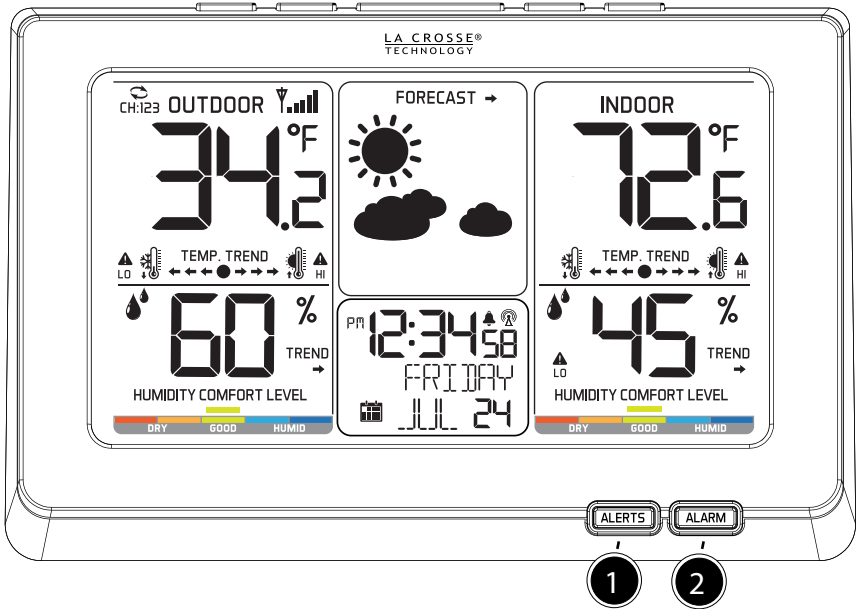 LA CROSSE®
TECHNOLOGY
CH:123 OUTDOOR
34.2 °F
TEMP. TREND
LO
HI
60 %
TREND
HUMIDITY COMFORT LEVEL
DRY GOOD HUMID
FORECAST →
PM 12:34 58
FRIDAY
JUL 24
INDOOR
72.6 °F
TEMP. TREND
LO
HI
45 %
LO
TREND
HUMIDITY COMFORT LEVEL
DRY GOOD HUMID
ALERTS ALARM
1 2